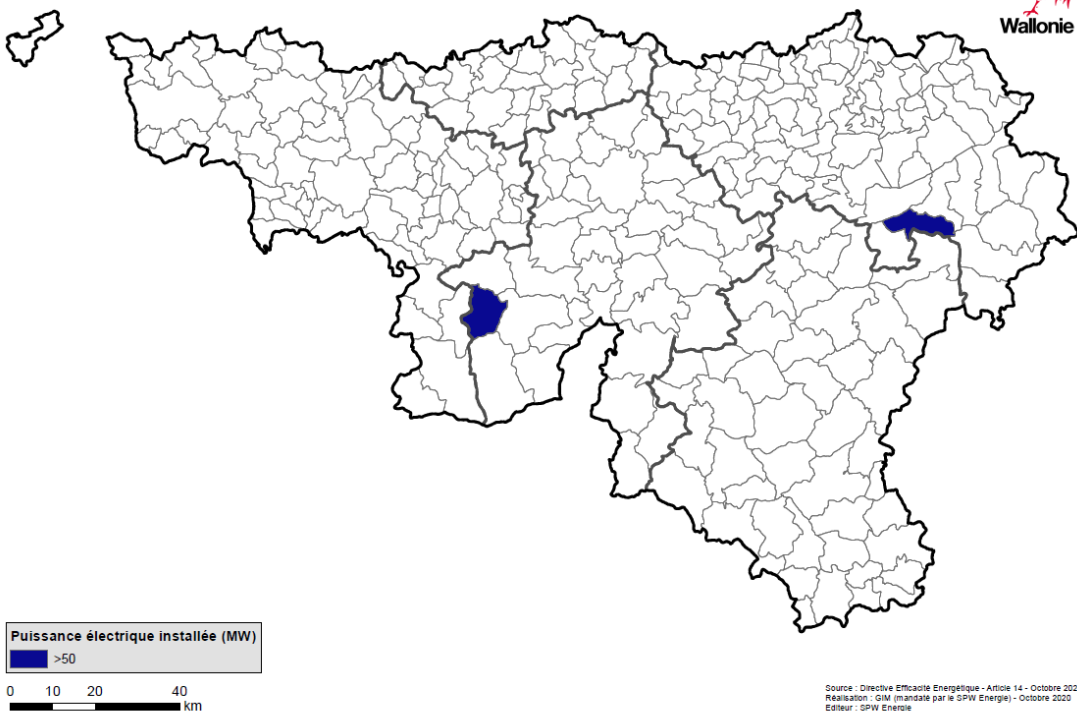 Wallonie
Puissance électrique installée (MW)
>50
0 10 20 40
km
Source : Directive Efficacité Energétique - Article 14 - Octobre 202
Réalisation : GIM (mandaté par le SPW Energie) - Octobre 2020
Editeur : SPW Energie